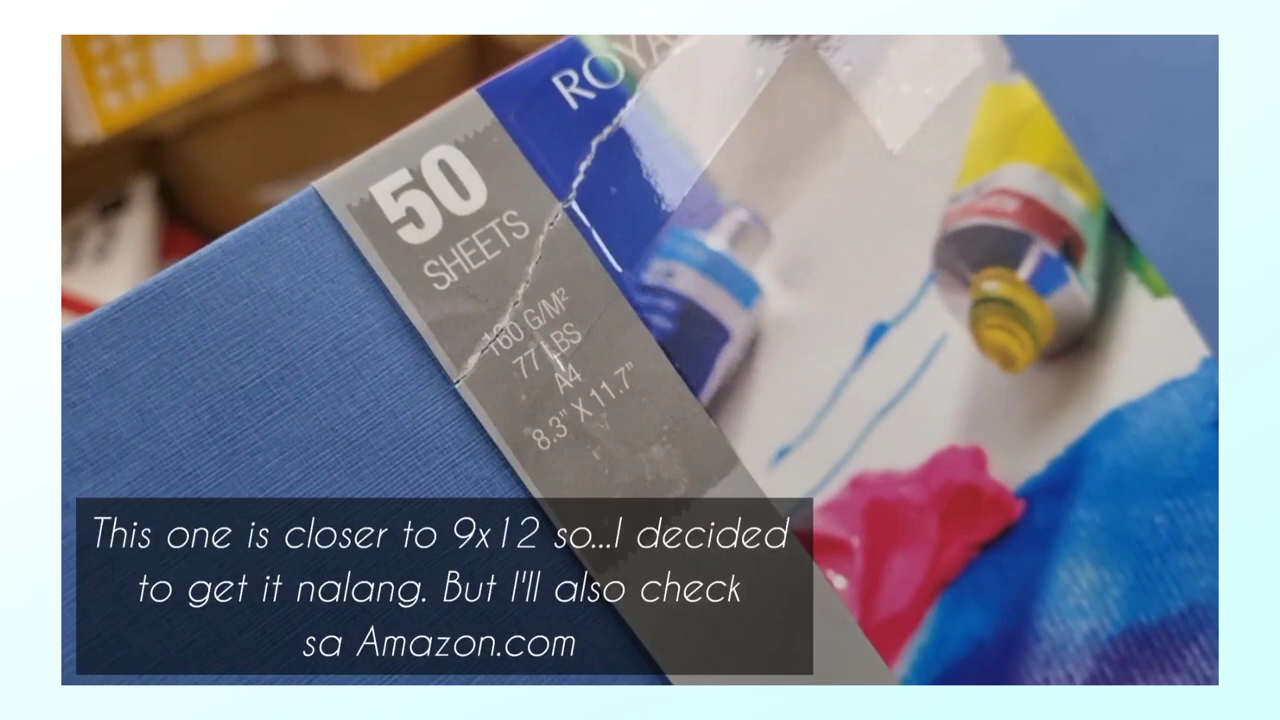 ROYA
50
SHEETS
160 G/M²
77 LBS
A4
8.3" X 11.7"
This one is closer to 9x12 so...I decided
to get it nalang. But I'll also check
sa Amazon.com